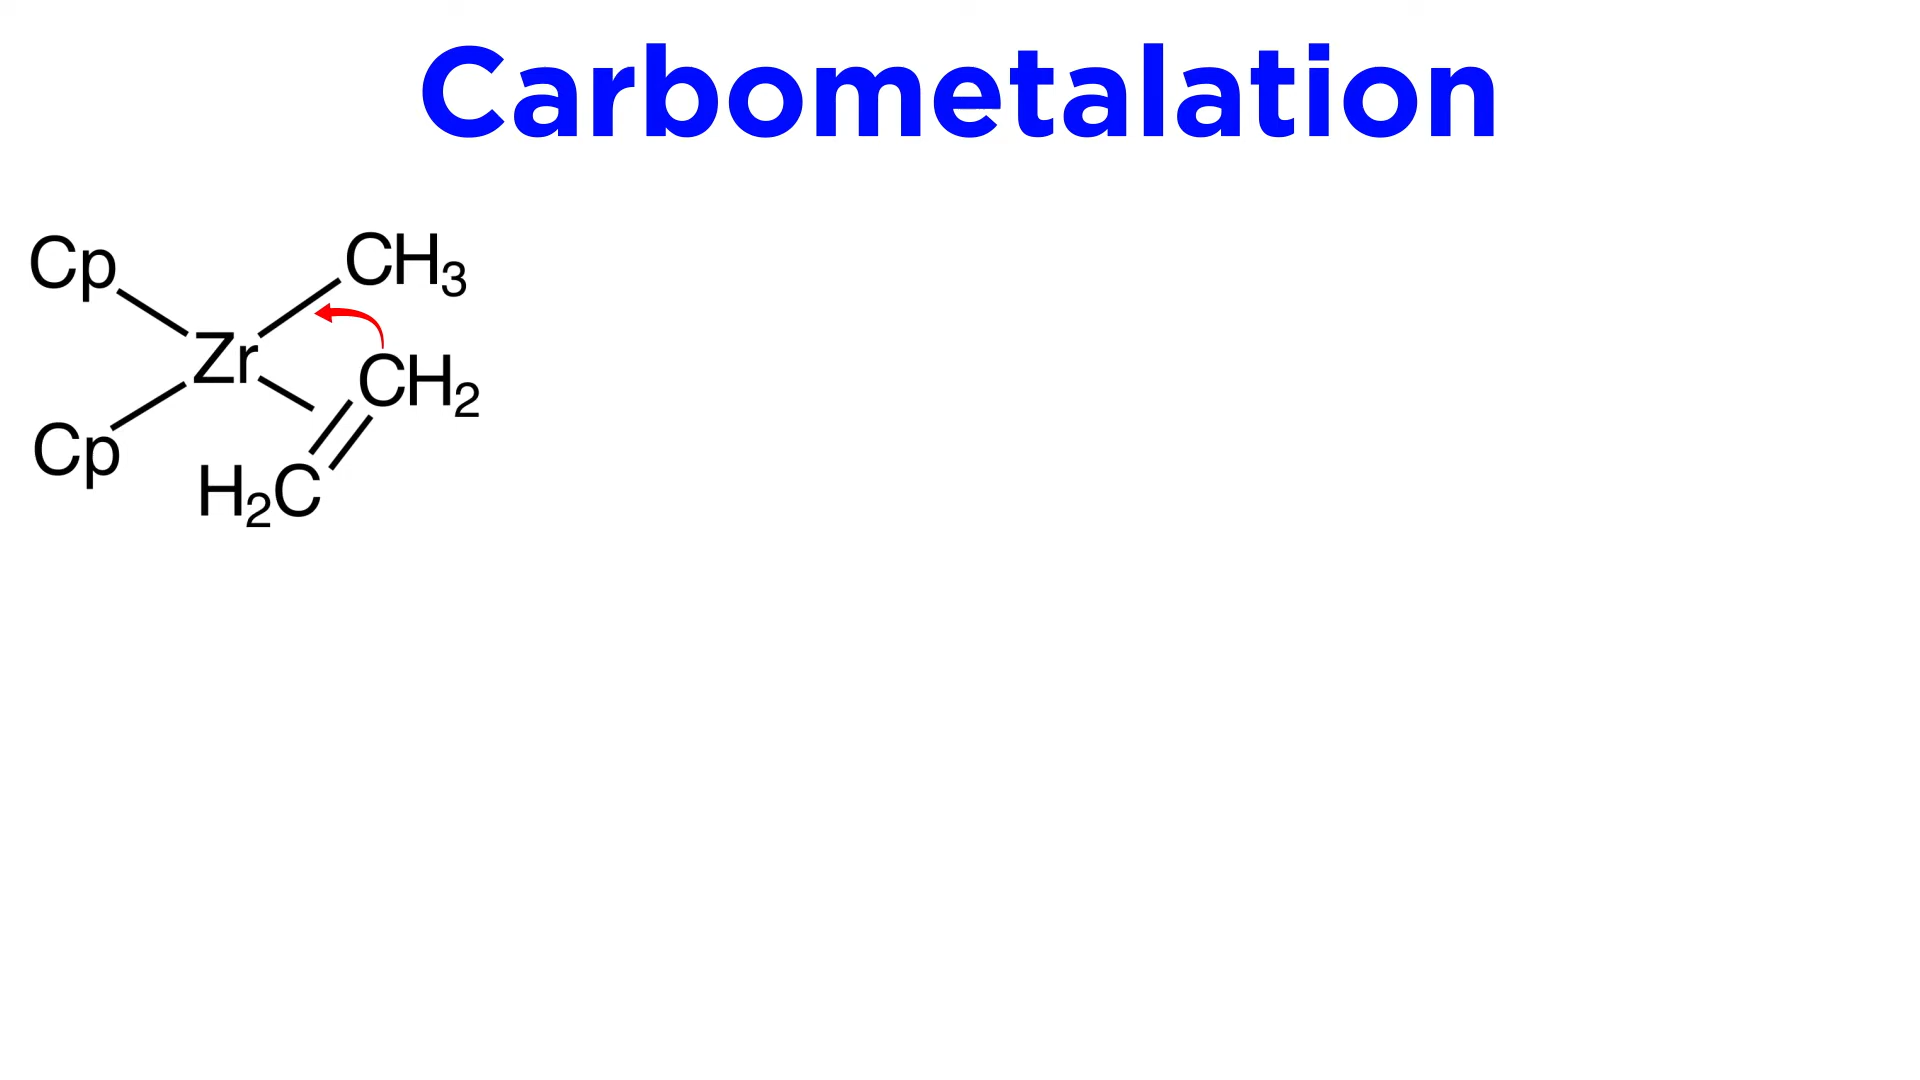 Carbometalation
Cp
CH₃
Zr
CH₂
Cp
H₂C